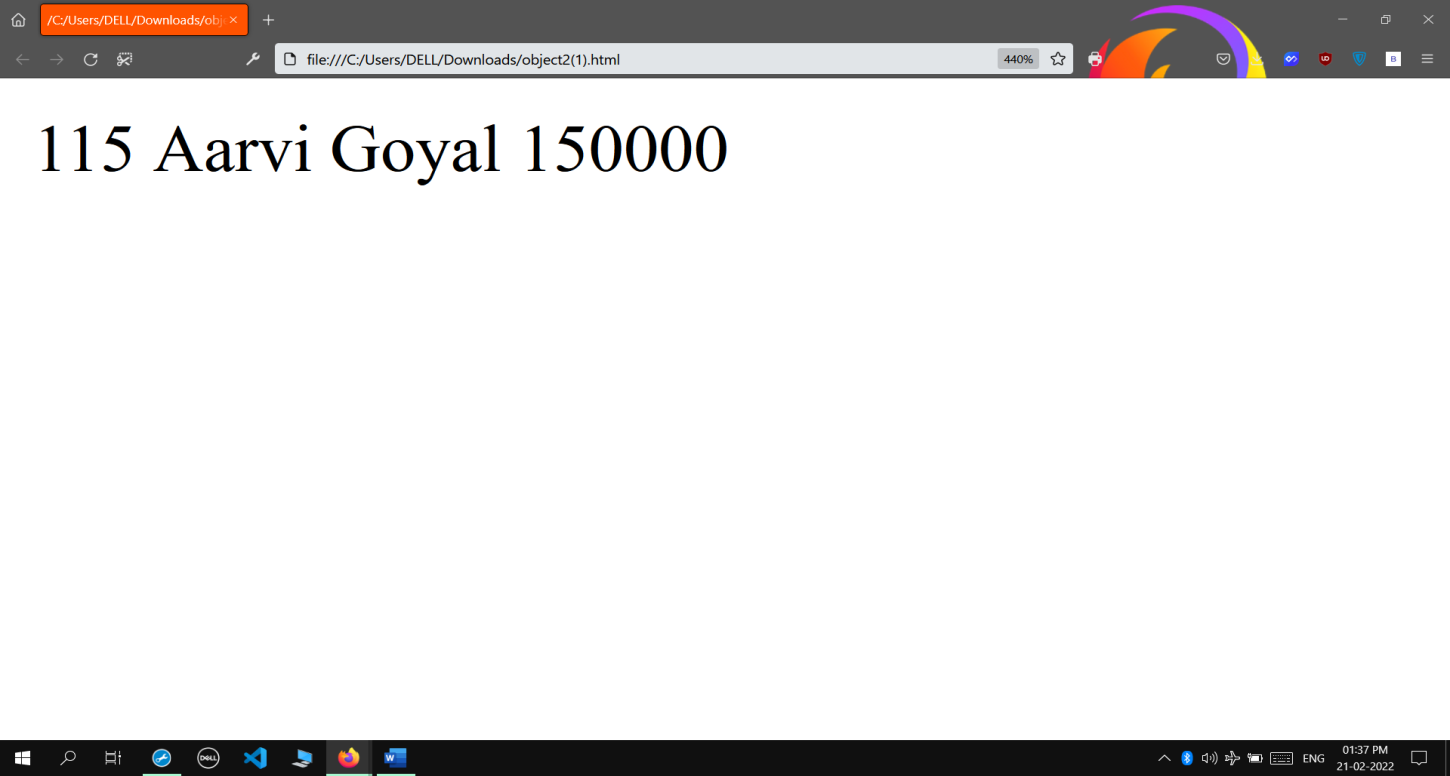 /C:/Users/DELL/Downloads/obj
file:///C:/Users/DELL/Downloads/object2(1).html
440%
115 Aarvi Goyal 150000
DELL
W
ENG
01:37 PM
21-02-2022